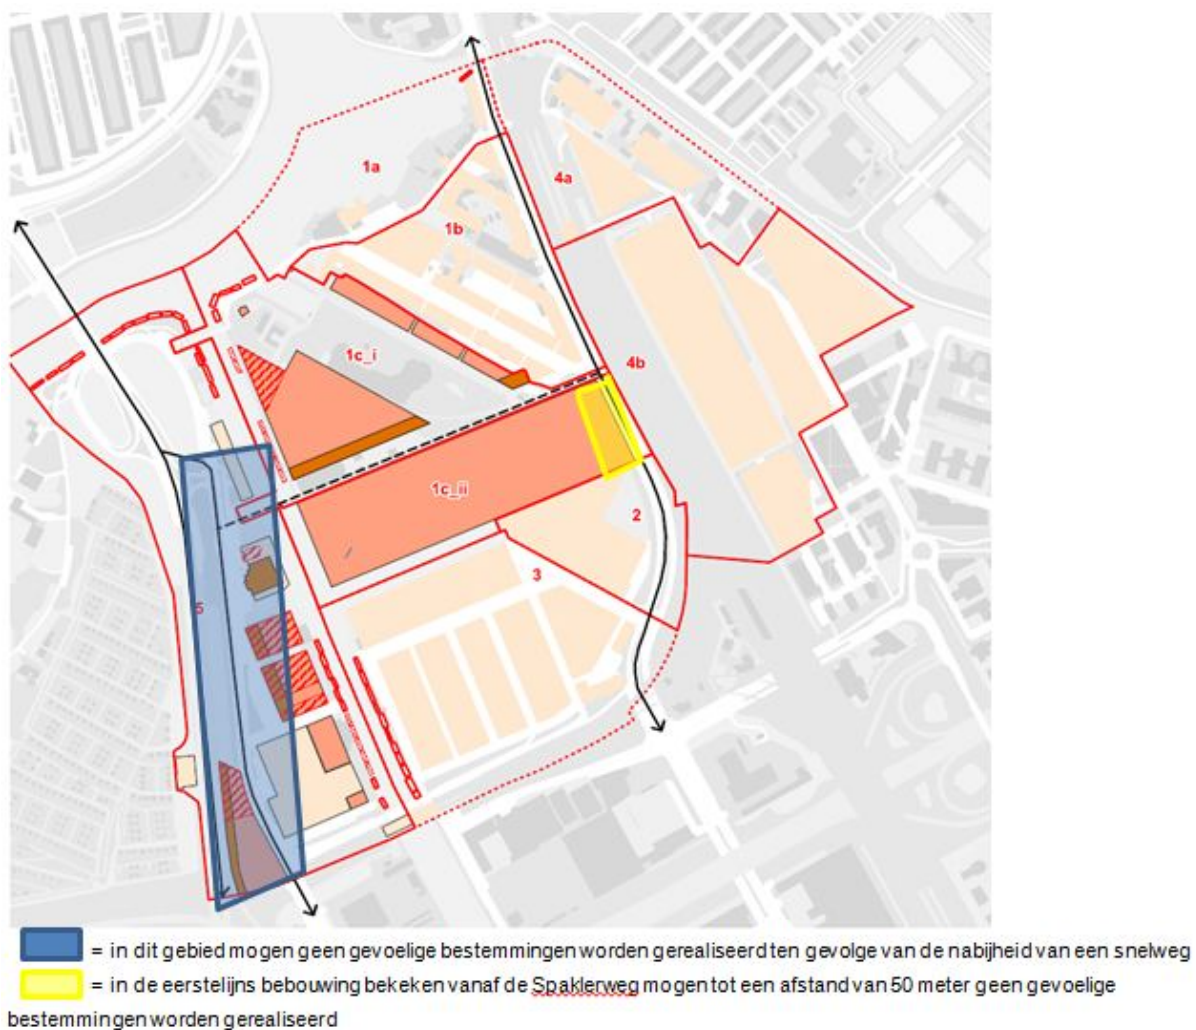 1a
4a
1b
1c_i
4b
1c_ii
2
3
5
= in dit gebied mogen geen gevoelige bestemmingen worden gerealiseerd ten gevolge van de nabijheid van een snelweg
= in de eerstelijns bebouwing bekeken vanaf de Spaklerweg mogen tot een afstand van 50 meter geen gevoelige
bestemmingen worden gerealiseerd